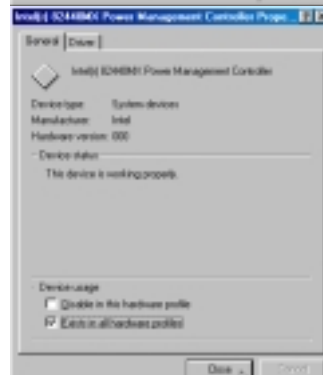 Intel(r) 82440MX Power Management Controller Prope...
General Driver
Intel(r) 82440MX Power Management Controller
Device type: System devices
Manufacturer: Intel
Hardware version: 000
Device status
This device is working properly.
Device usage
Disable in this hardware profile
Exists in all hardware profiles
Close
Cancel